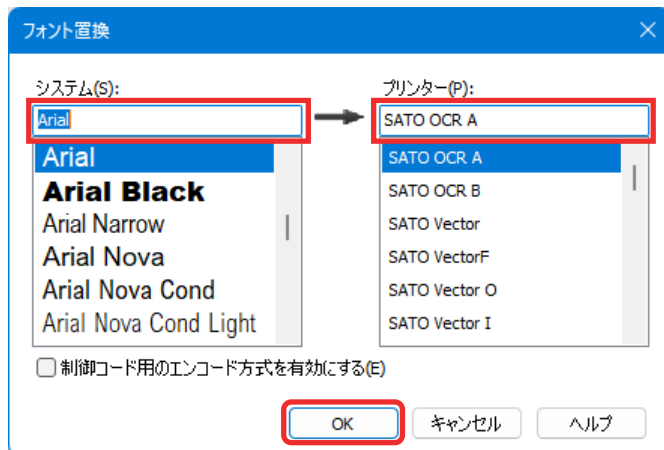 フォント置換
システム(S):
プリンター(P):
Arial
SATO OCR A
Arial
Arial Black
Arial Narrow
Arial Nova
Arial Nova Cond
Arial Nova Cond Light
SATO OCR A
SATO OCR B
SATO Vector
SATO VectorF
SATO Vector O
SATO Vector I
制御コード用のエンコード方式を有効にする(E)
OK
キャンセル
ヘルプ